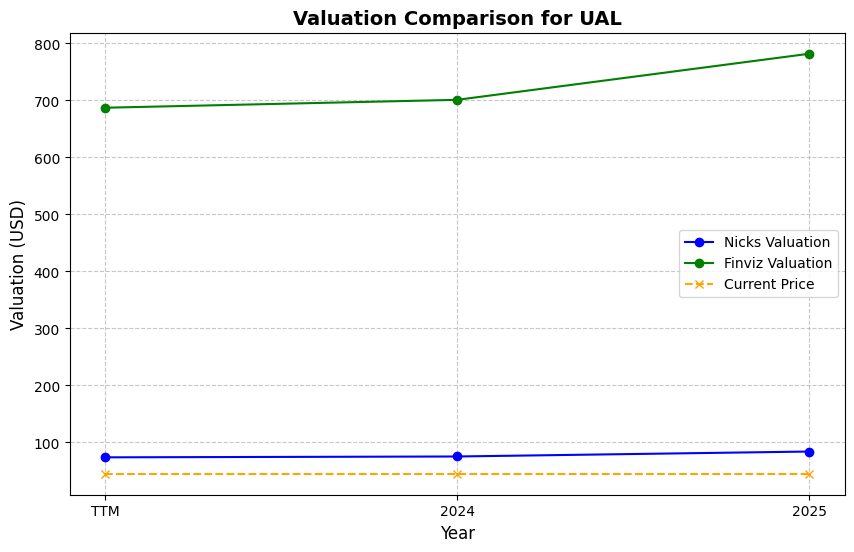 Valuation Comparison for UAL
Valuation (USD)
800
700
600
500
400
300
200
100
Nicks Valuation
Finviz Valuation
Current Price
TTM
2024
2025
Year